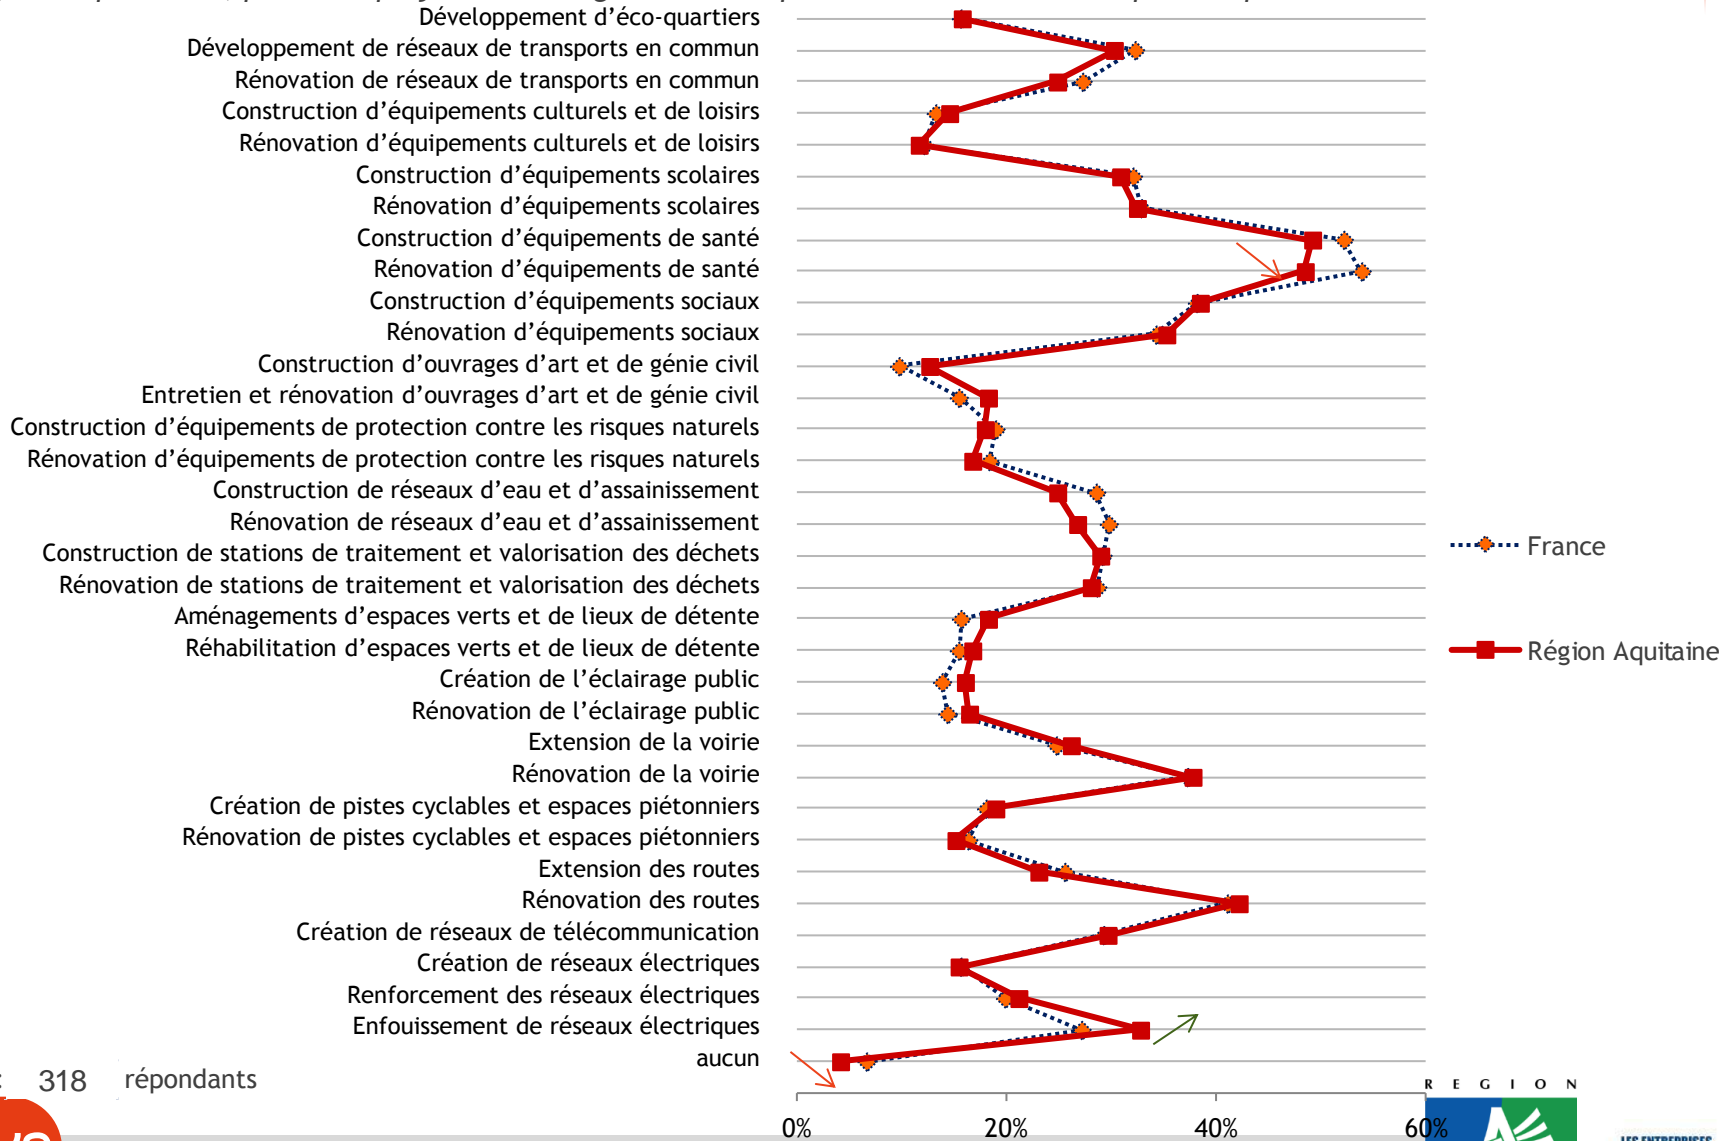 Développement d’éco-quartiers
Développement de réseaux de transports en commun
Rénovation de réseaux de transports en commun
Construction d’équipements culturels et de loisirs
Rénovation d’équipements culturels et de loisirs
Construction d’équipements scolaires
Rénovation d’équipements scolaires
Construction d’équipements de santé
Rénovation d’équipements de santé
Construction d’équipements sociaux
Rénovation d’équipements sociaux
Construction d’ouvrages d’art et de génie civil
Entretien et rénovation d’ouvrages d’art et de génie civil
Construction d’équipements de protection contre les risques naturels
Rénovation d’équipements de protection contre les risques naturels
Construction de réseaux d’eau et d’assainissement
Rénovation de réseaux d’eau et d’assainissement
Construction de stations de traitement et valorisation des déchets
Rénovation de stations de traitement et valorisation des déchets
Aménagements d’espaces verts et de lieux de détente
Réhabilitation d’espaces verts et de lieux de détente
Création de l’éclairage public
Rénovation de l’éclairage public
Extension de la voirie
Rénovation de la voirie
Création de pistes cyclables et espaces piétonniers
Rénovation de pistes cyclables et espaces piétonniers
Extension des routes
Rénovation des routes
Création de réseaux de télécommunication
Création de réseaux électriques
Renforcement des réseaux électriques
Enfouissement de réseaux électriques
aucun
France
Région Aquitaine
: 318 répondants
0% 20% 40% 60%
REGION
LES ENTREPRISES